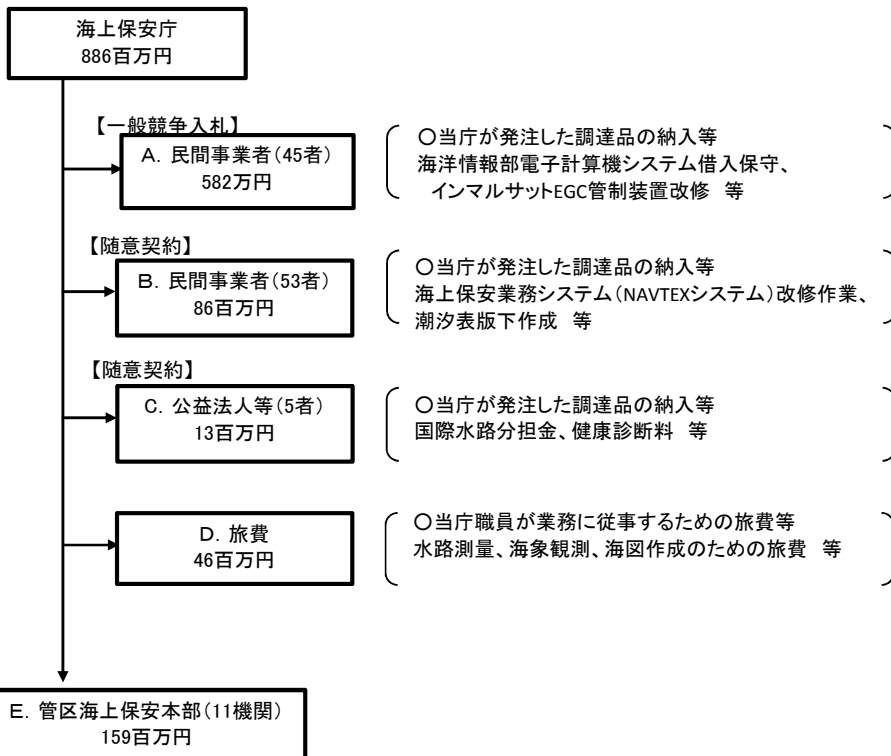 海上保安庁
886百万円
【一般競争入札】
A. 民間事業者(45者)
582万円
○当庁が発注した調達品の納入等
海洋情報部電子計算機システム借入保守、
インマルサットEGC管制装置改修 等
【随意契約】
B. 民間事業者(53者)
86百万円
○当庁が発注した調達品の納入等
海上保安業務システム(NAVTEXシステム)改修作業、
潮汐表版下作成 等
【随意契約】
C. 公益法人等(5者)
13百万円
○当庁が発注した調達品の納入等
国際水路分担金、健康診断料 等
D. 旅費
46百万円
○当庁職員が業務に従事するための旅費等
水路測量、海象観測、海図作成のための旅費 等
E. 管区海上保安本部(11機関)
159百万円